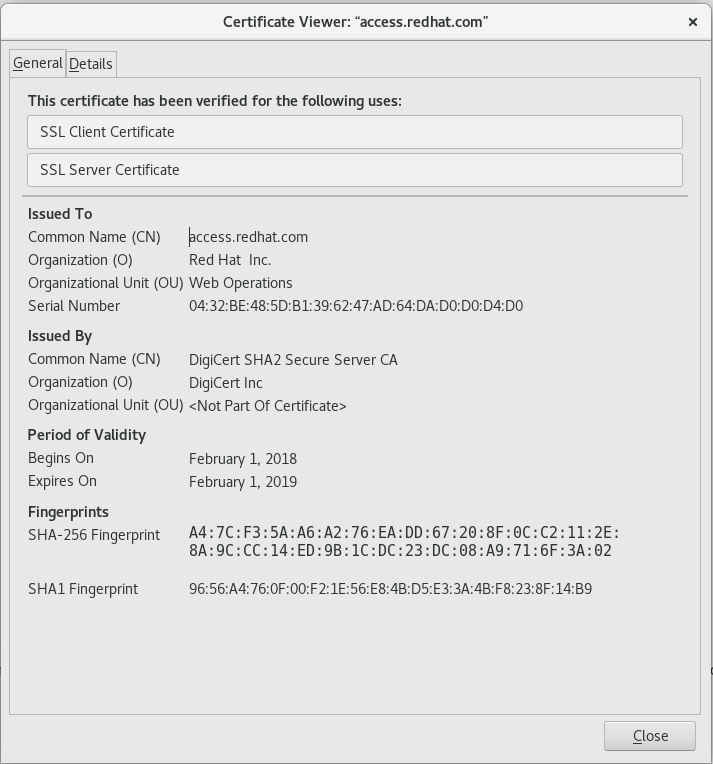 Certificate Viewer: “access.redhat.com”
General Details
This certificate has been verified for the following uses:
SSL Client Certificate
SSL Server Certificate
Issued To
Common Name (CN) access.redhat.com
Organization (O) Red Hat Inc.
Organizational Unit (OU) Web Operations
Serial Number 04:32:BE:48:5D:B1:39:62:47:AD:64:DA:D0:D0:D4:D0
Issued By
Common Name (CN) DigiCert SHA2 Secure Server CA
Organization (O) DigiCert Inc
Organizational Unit (OU) <Not Part Of Certificate>
Period of Validity
Begins On February 1, 2018
Expires On February 1, 2019
Fingerprints
SHA-256 Fingerprint A4:7C:F3:5A:A6:A2:76:EA:DD:67:20:8F:0C:C2:11:2E:
8A:9C:CC:14:ED:9B:1C:DC:23:DC:08:A9:71:6F:3A:02
SHA1 Fingerprint 96:56:A4:76:0F:00:F2:1E:56:E8:4B:D5:E3:3A:4B:F8:23:8F:14:B9
Close